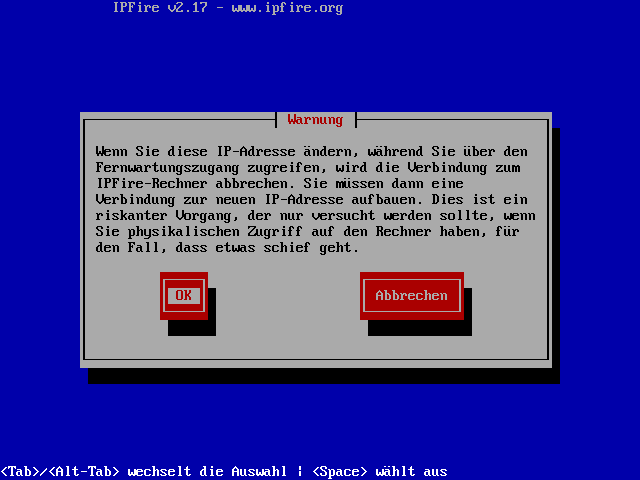 IPFire v2.17 - www.ipfire.org
Warnung
Wenn Sie diese IP-Adresse ändern, während Sie über den
Fernwartungszugang zugreifen, wird die Verbindung zum
IPFire-Rechner abbrechen. Sie müssen dann eine
Verbindung zur neuen IP-Adresse aufbauen. Dies ist ein
riskanter Vorgang, der nur versucht werden sollte, wenn
Sie physikalischen Zugriff auf den Rechner haben, für
den Fall, dass etwas schief geht.
OK Abbrechen
<Tab>/<Alt-Tab> wechselt die Auswahl | <Space> wählt aus